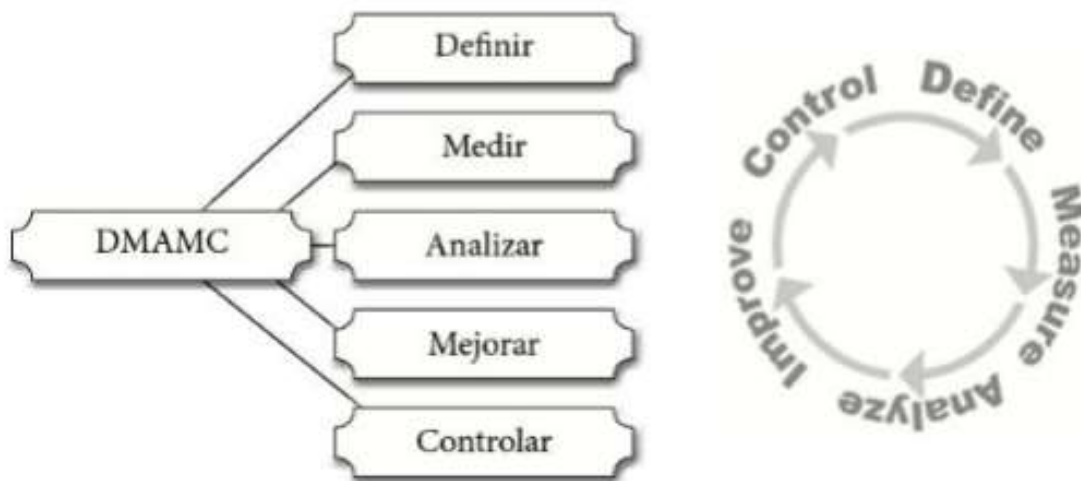 Definir
Medir
DMAMC
Analizar
Mejorar
Controlar
Define
Measure
Analyze
Improve
Control